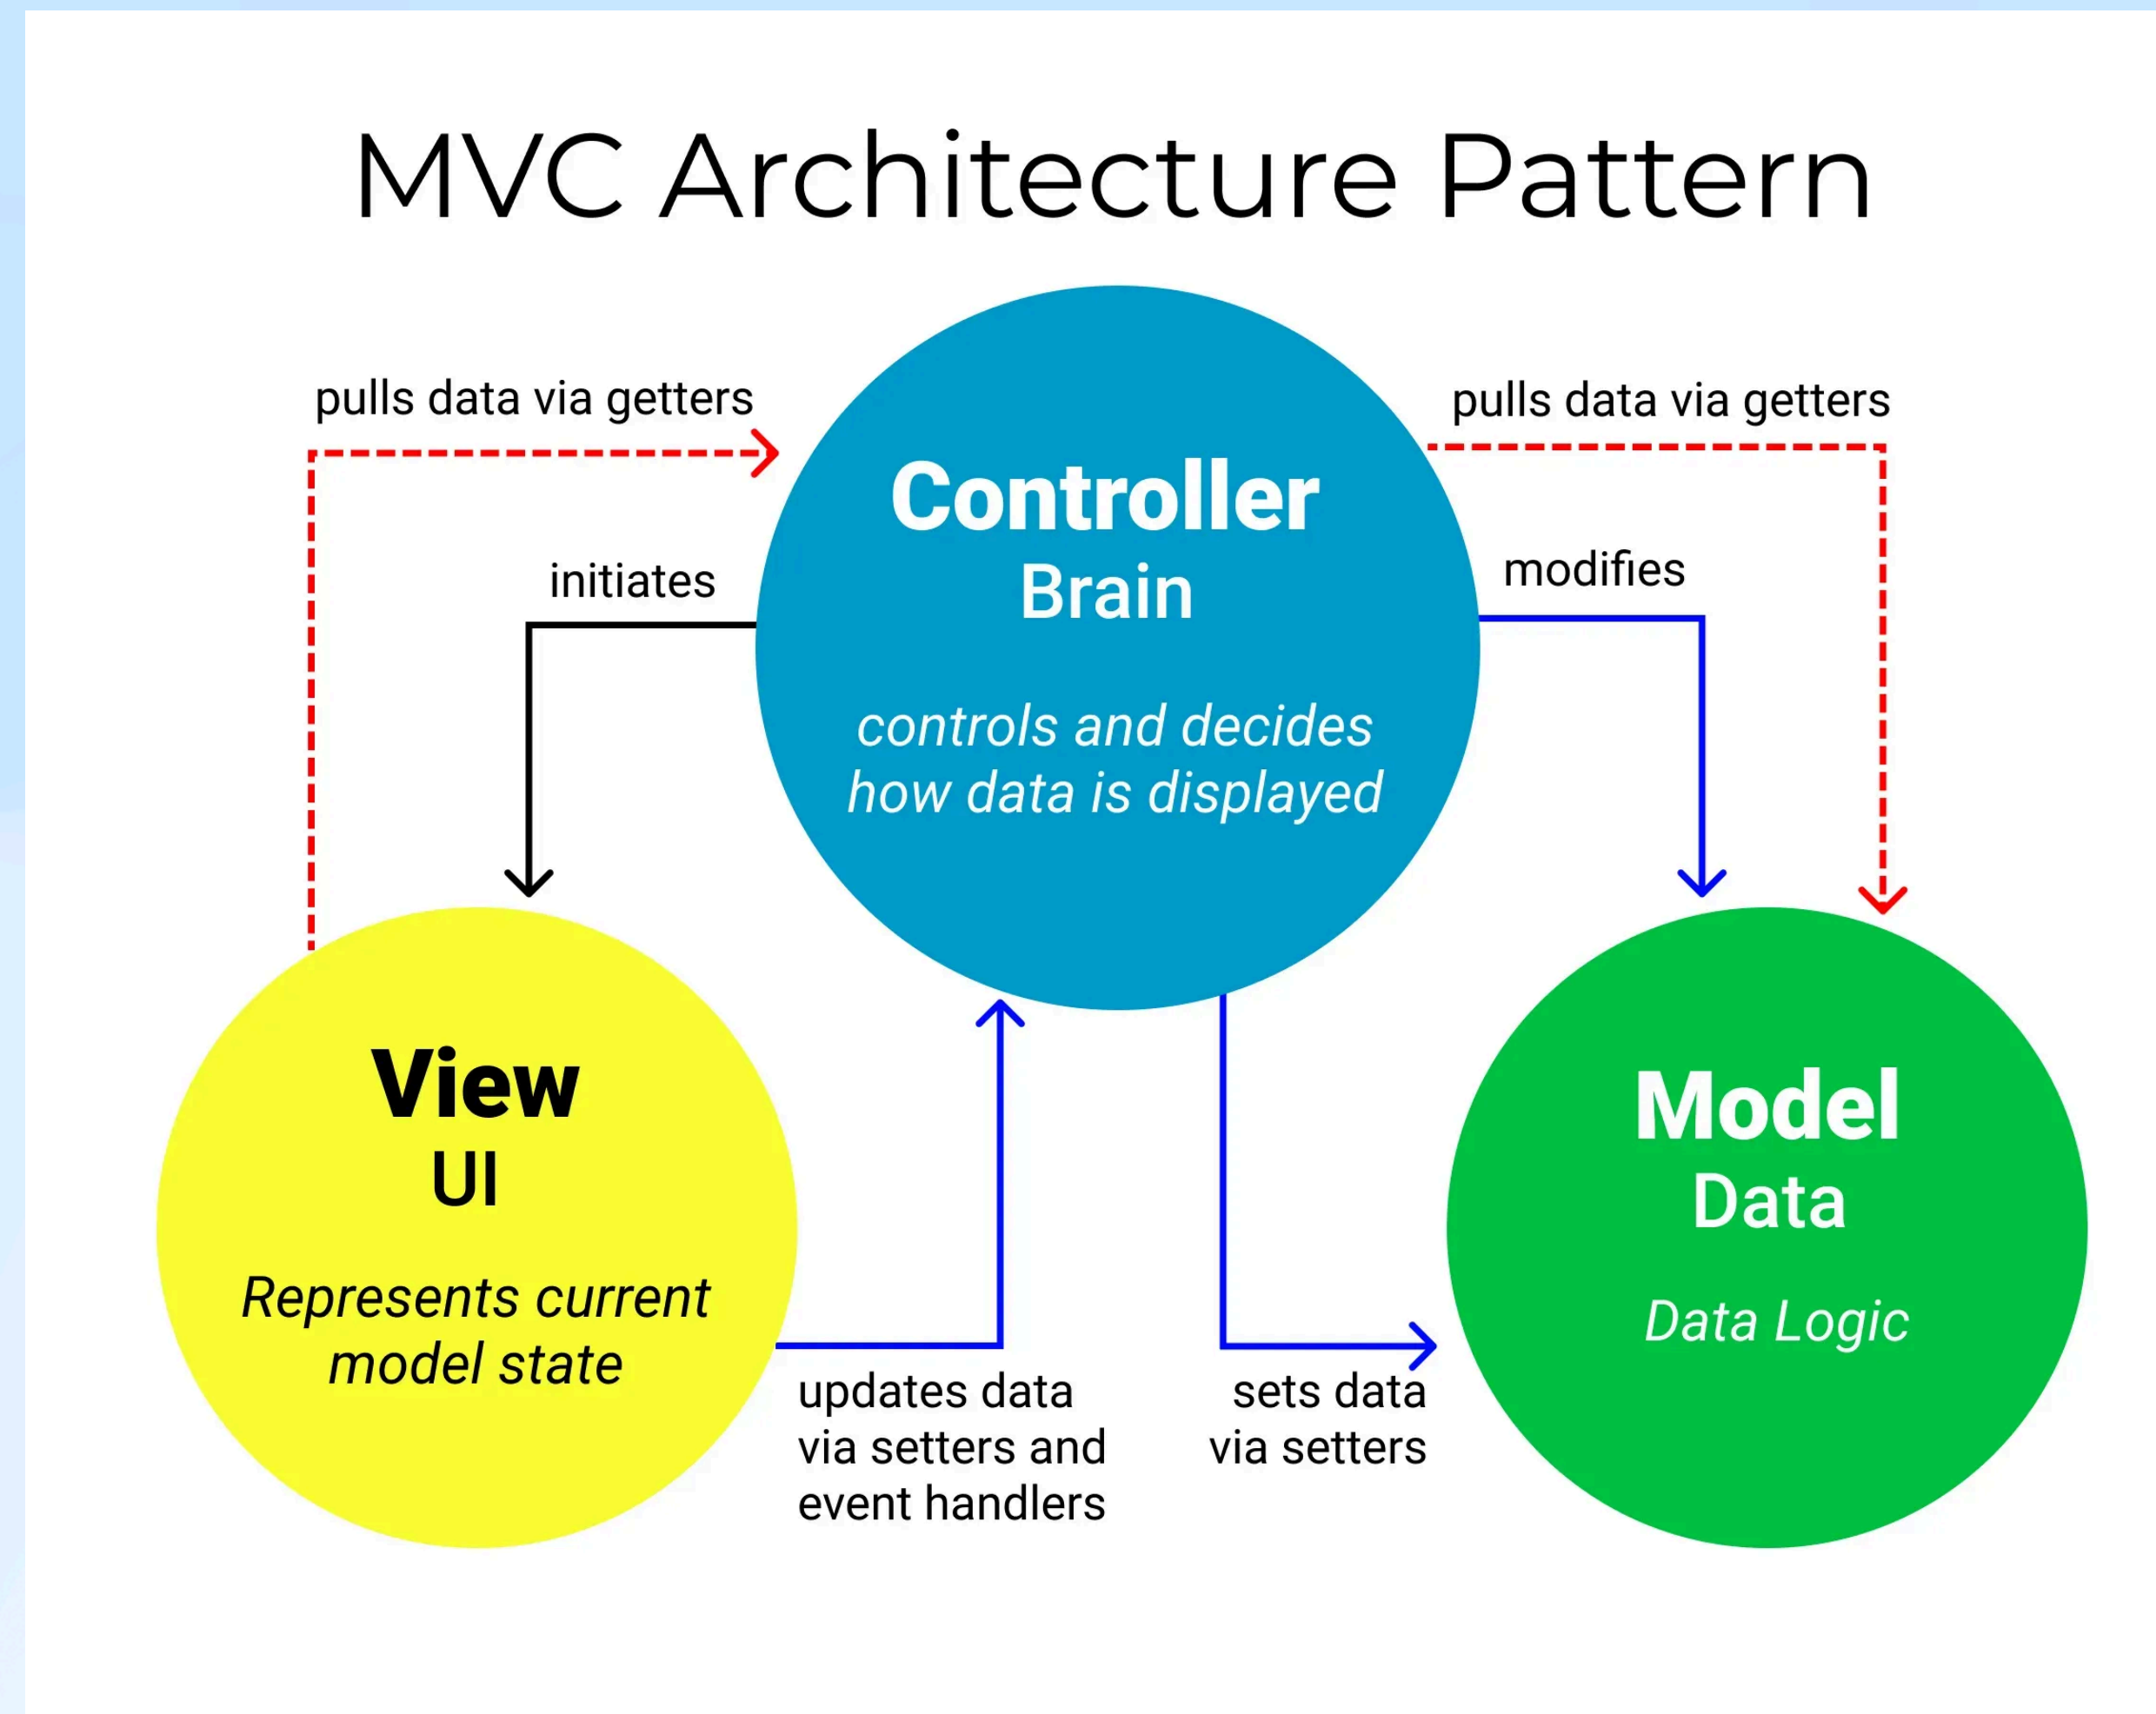 MVC Architecture Pattern
pulls data via getters
pulls data via getters
initiates
modifies
Controller
Brain
controls and decides
how data is displayed
View
UI
Represents current
model state
Model
Data
Data Logic
updates data
via setters and
event handlers
sets data
via setters